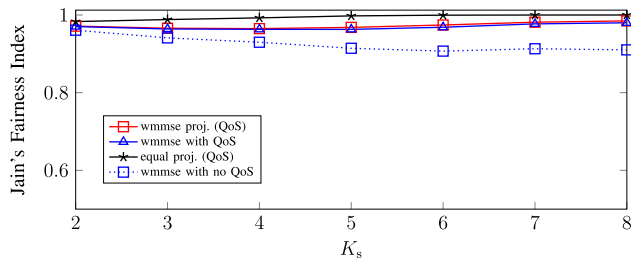 1
0.8
0.6
Jain's Fairness Index
wmmse proj. (QoS)
wmmse with QoS
equal proj. (QoS)
wmmse with no QoS
2 3 4 5 6 7 8
Kₛ